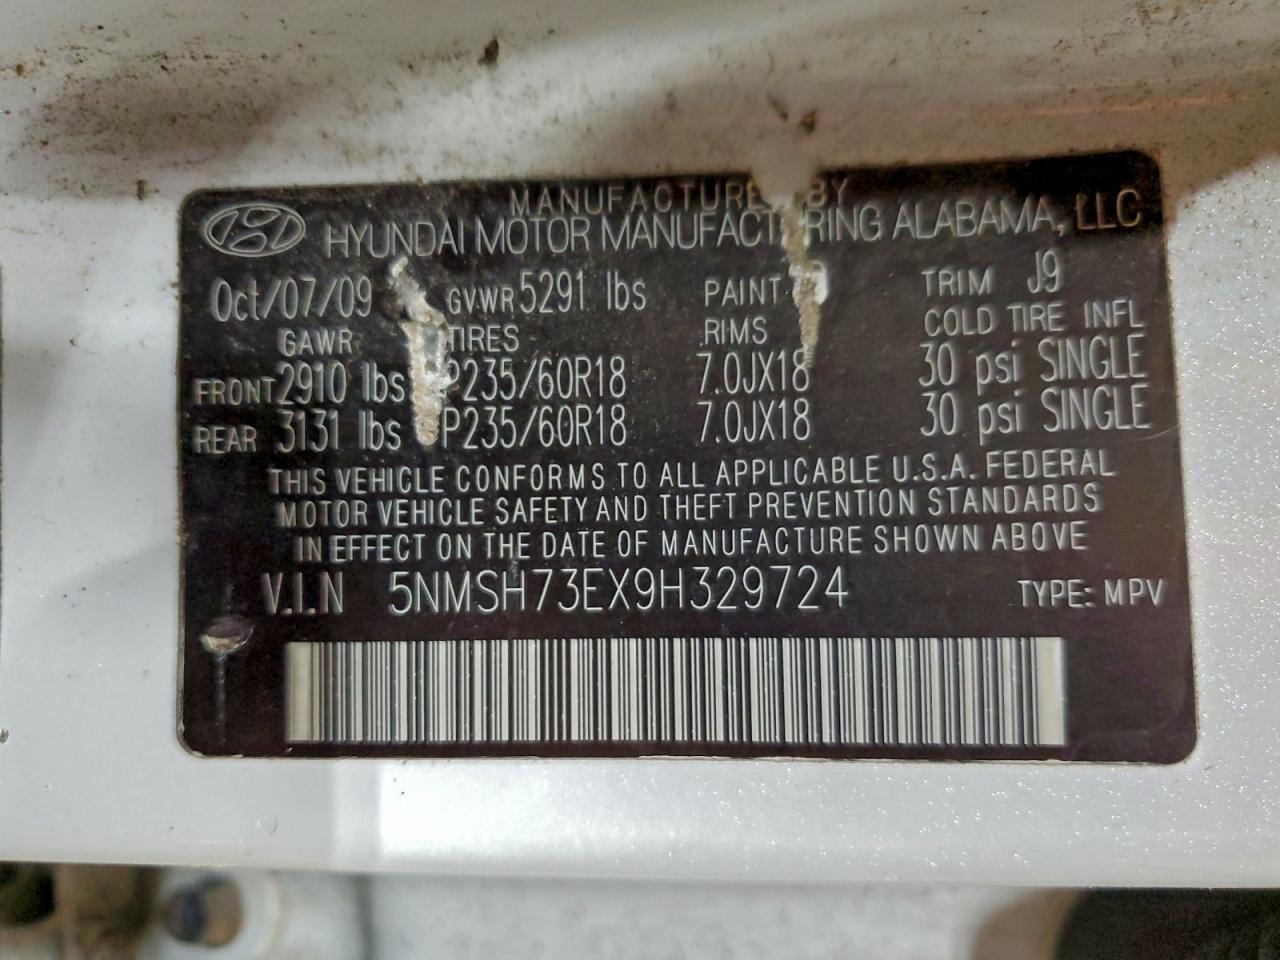 MANUFACTURED BY
HYUNDAI MOTOR MANUFACTURING ALABAMA, LLC
Oct/07/09 GVWR 5291 lbs PAINT TRIM J9
GAWR TIRES RIMS COLD TIRE INFL
FRONT 2910 lbs P235/60R18 7.0JX18 30 psi SINGLE
REAR 3131 lbs P235/60R18 7.0JX18 30 psi SINGLE
THIS VEHICLE CONFORMS TO ALL APPLICABLE U.S.A. FEDERAL
MOTOR VEHICLE SAFETY AND THEFT PREVENTION STANDARDS
IN EFFECT ON THE DATE OF MANUFACTURE SHOWN ABOVE
V.I.N 5NMSH73EX9H329724 TYPE: MPV